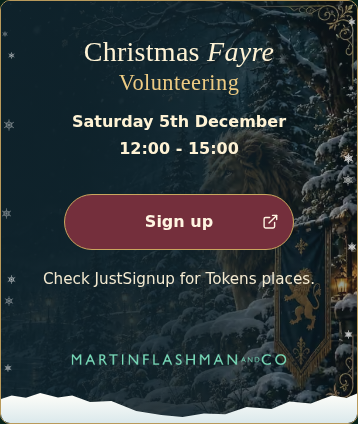 Christmas Fayre
Volunteering
Saturday 5th December
12:00 - 15:00
Sign up
Check JustSignup for Tokens places.
MARTINFLASHMANANDCO